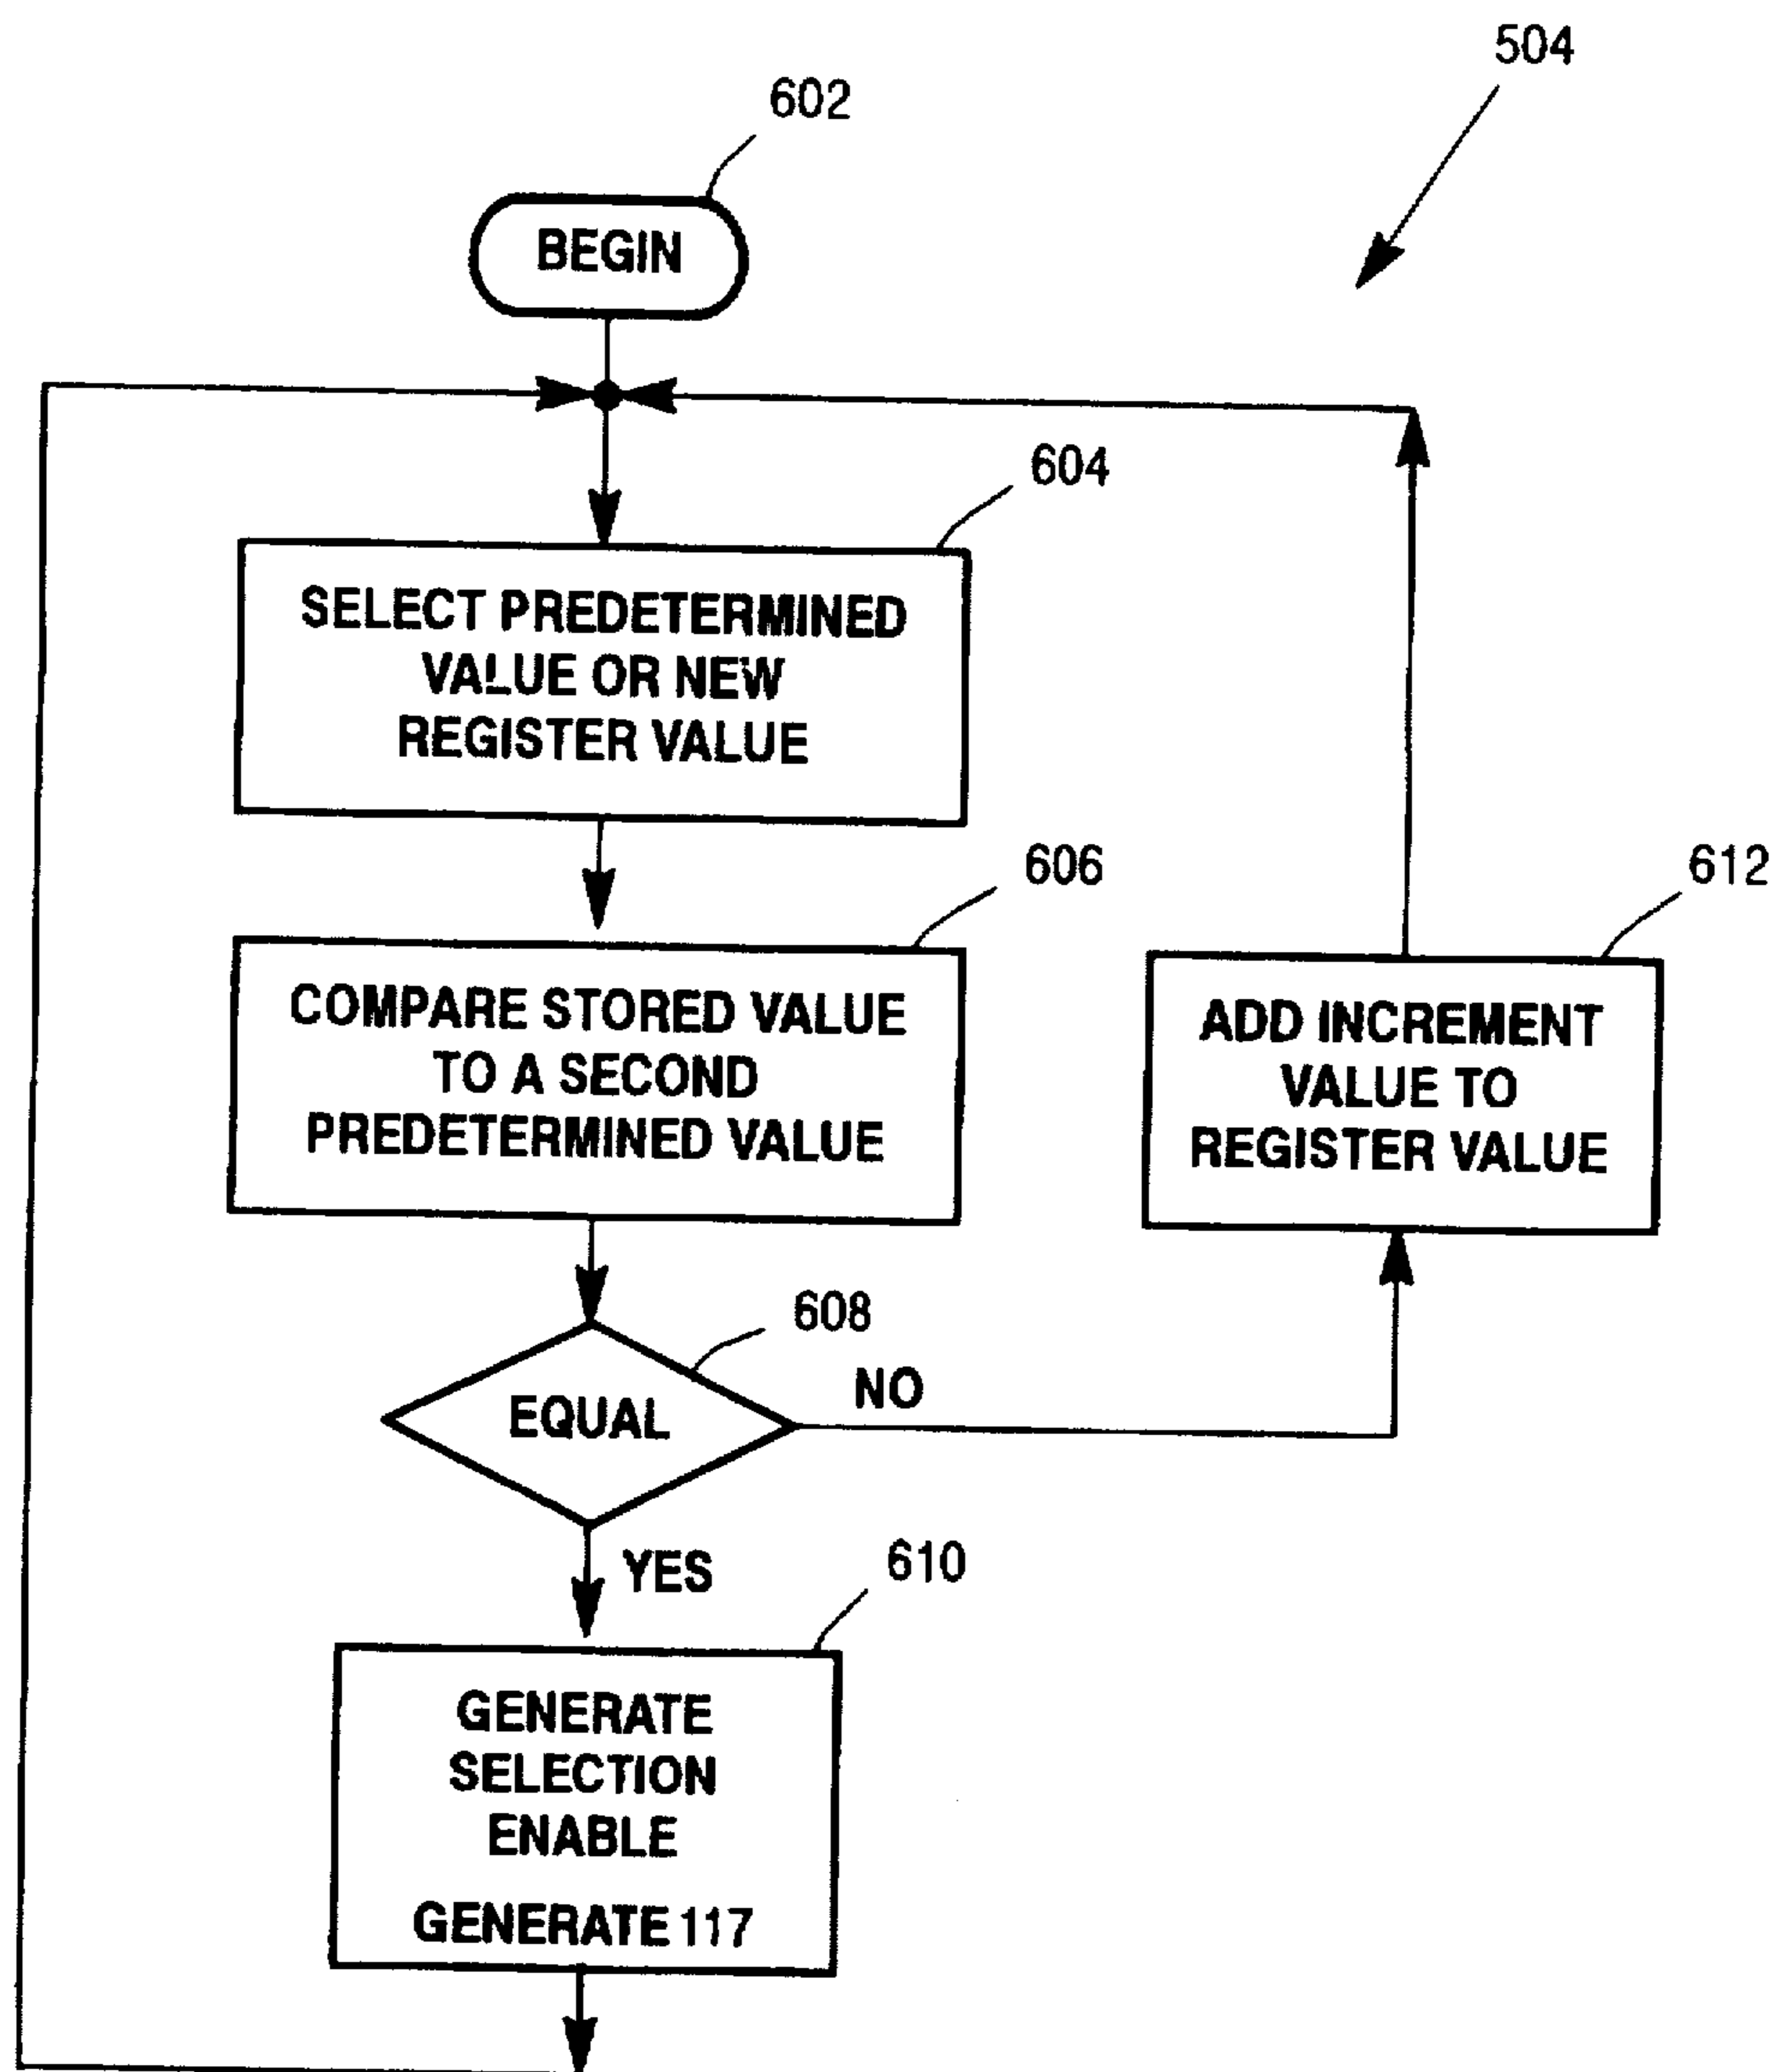 504
602
BEGIN
604
SELECT PREDETERMINED
VALUE OR NEW
REGISTER VALUE
606
COMPARE STORED VALUE
TO A SECOND
PREDETERMINED VALUE
612
ADD INCREMENT
VALUE TO
REGISTER VALUE
608
EQUAL
NO
YES
610
GENERATE
SELECTION
ENABLE
GENERATE 117